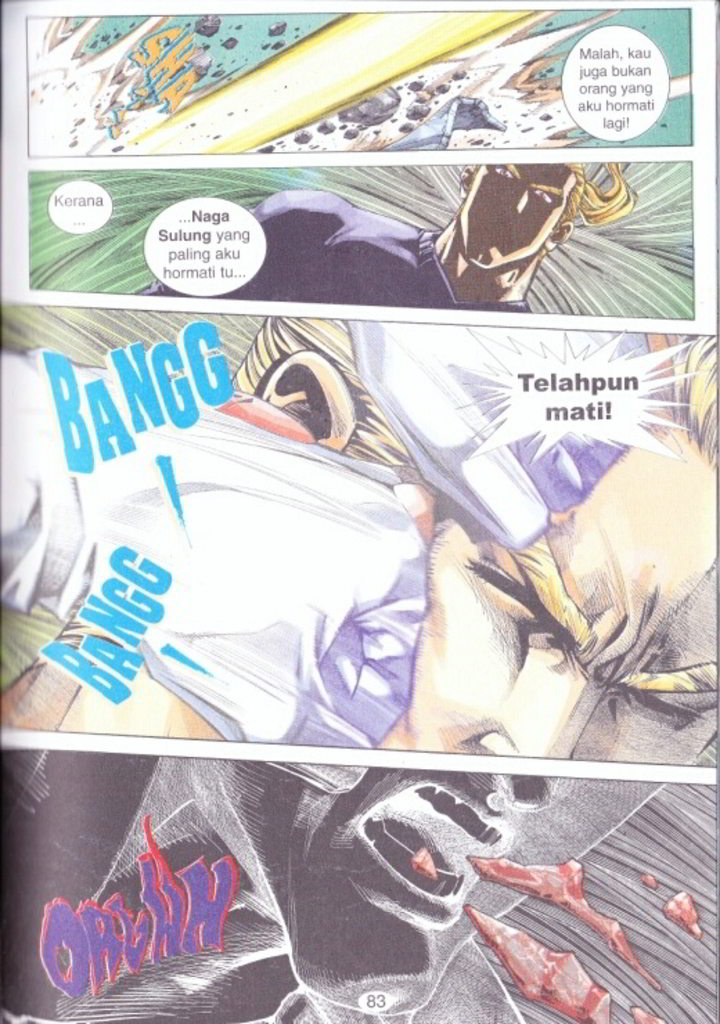 SHAA
Malah, kau
juga bukan
orang yang
aku hormati
lagi!
Kerana
...
...Naga
Sulung yang
paling aku
hormati tu...
BANGG
!
Telahpun
mati!
BANGG
!
ORGHH
83